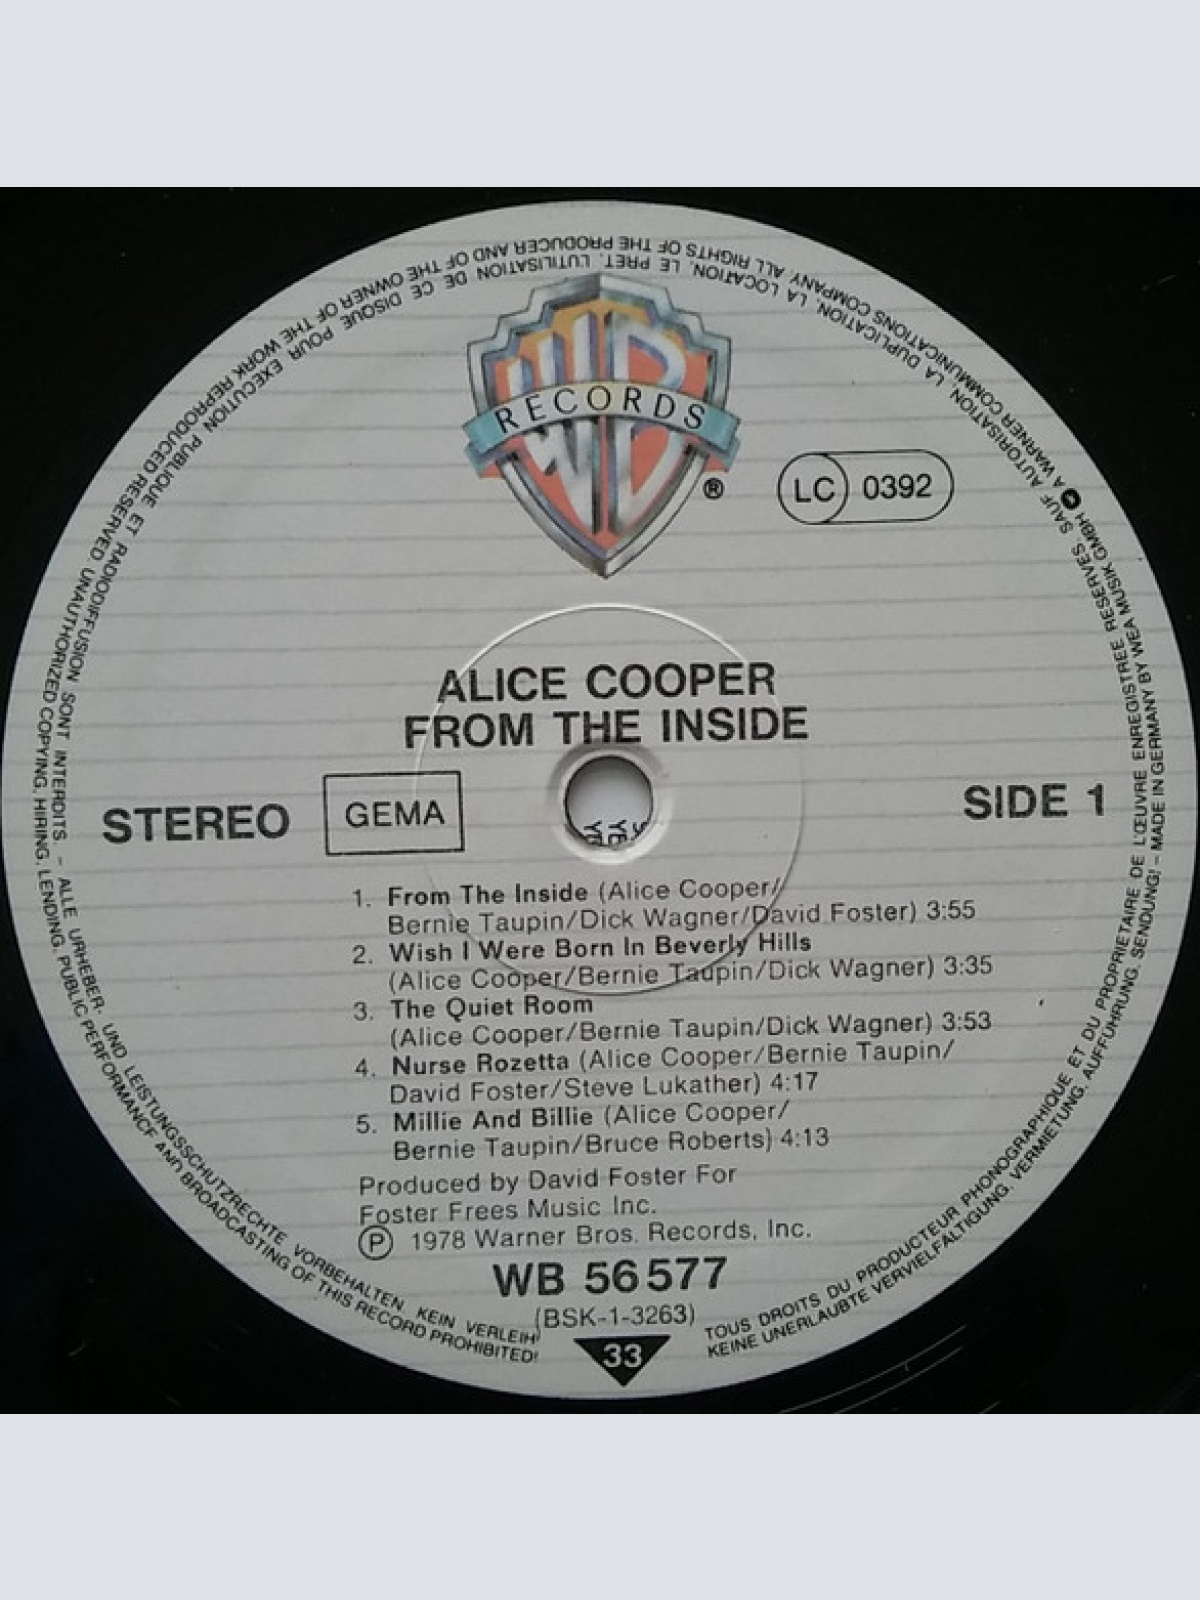 WB
RECORDS
®
LC 0392
ALICE COOPER
FROM THE INSIDE
STEREO
GEMA
SIDE 1
1. From The Inside (Alice Cooper/
Bernie Taupin/Dick Wagner/David Foster) 3:55
2. Wish I Were Born In Beverly Hills
(Alice Cooper/Bernie Taupin/Dick Wagner) 3:35
3. The Quiet Room
(Alice Cooper/Bernie Taupin/Dick Wagner) 3:53
4. Nurse Rozetta (Alice Cooper/Bernie Taupin/
David Foster/Steve Lukather) 4:17
5. Millie And Billie (Alice Cooper/
Bernie Taupin/Bruce Roberts) 4:13
Produced by David Foster For
Foster Frees Music Inc.
Ⓟ 1978 Warner Bros. Records, Inc.
WB 56 577
(BSK-1-3263)
33
TOUS DROITS DU PRODUCTEUR PHONOGRAPHIQUE ET DU PROPRIETAIRE DE L'ŒUVRE ENREGISTREE RESERVES. SAUF AUTORISATION, LA DUPLICATION, LA LOCATION, LE PRET, L'UTILISATION DE CE DISQUE POUR EXECUTION PUBLIQUE ET RADIODIFFUSION SONT INTERDITS. – ALLE URHEBER- UND LEISTUNGSSCHUTZRECHTE VORBEHALTEN. KEIN VERLEIH!
KEINE UNERLAUBTE VERVIELFÄLTIGUNG, VERMIETUNG, AUFFÜHRUNG, SENDUNG! – MADE IN GERMANY BY WEA MUSIK GMBH A WARNER COMMUNICATIONS COMPANY. ALL RIGHTS OF THE PRODUCER AND OF THE OWNER OF THE WORK REPRODUCED RESERVED. UNAUTHORIZED COPYING, HIRING, LENDING, PUBLIC PERFORMANCE AND BROADCASTING OF THIS RECORD PROHIBITED!